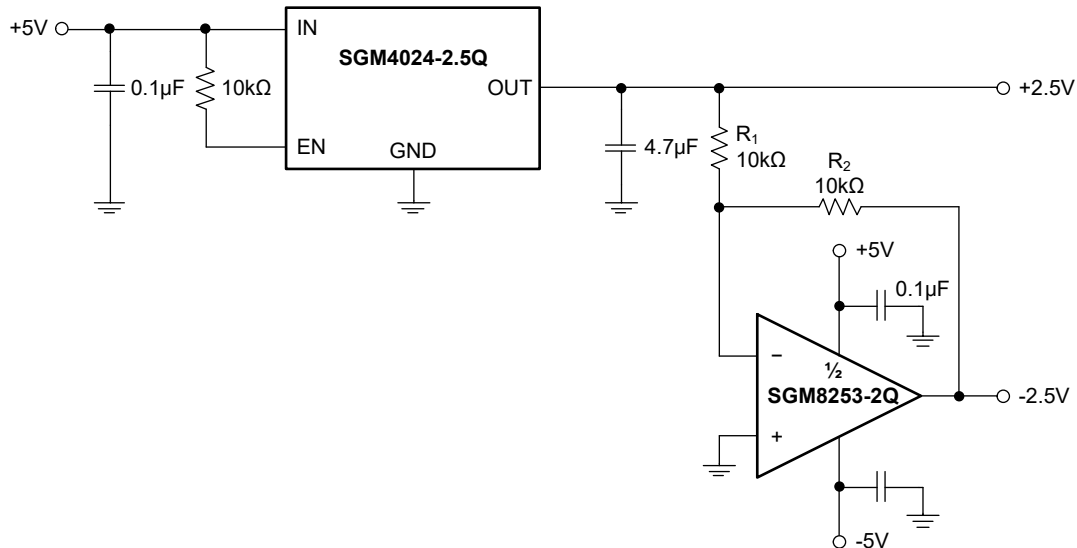 +5V
IN
SGM4024-2.5Q
0.1µF
10kΩ
OUT
+2.5V
EN
GND
4.7µF
R1
10kΩ
R2
10kΩ
+5V
0.1µF
−
½
SGM8253-2Q
-2.5V
+
-5V